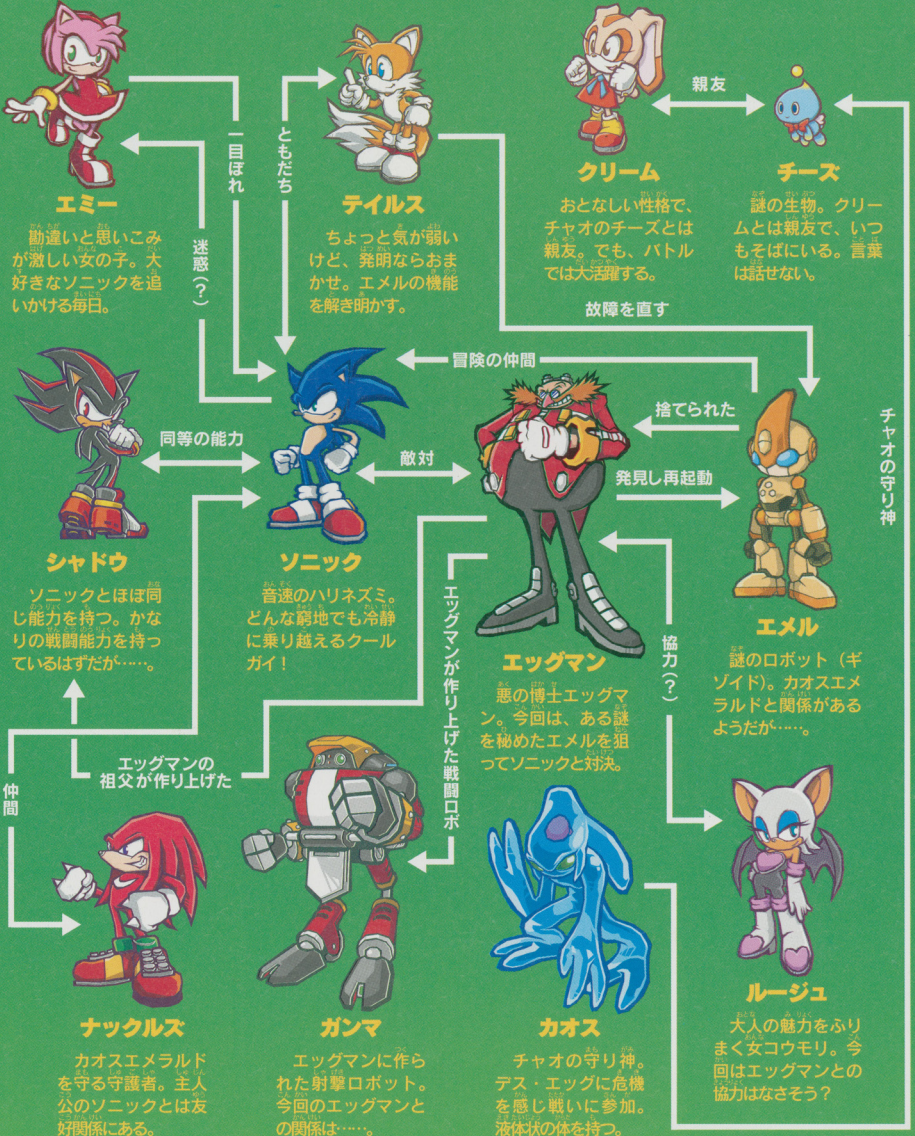 一目ぼれ
ともだち
親友
迷惑(?)
エミー
勘違いと思いこみ
が激しい女の子。大
好きなソニックを追
いかける毎日。
テイルス
ちょっと気が弱い
けど、発明ならおま
かせ。エメルの機能
を解き明かす。
クリーム
おとなしい性格で、
チャオのチーズとは
親友。でも、バトル
では大活躍する。
チーズ
謎の生物。クリー
ムとは親友で、いつ
もそばにいる。言葉
は話せない。
故障を直す
冒険の仲間
捨てられた
発見し再起動
同等の能力
敵対
チャオの守り神
シャドウ
ソニックとほぼ同
じ能力を持つ。かな
りの戦闘能力を持っ
ているはずだが……。
ソニック
音速のハリネズミ。
どんな窮地でも冷静
に乗り越えるクール
ガイ!
エッグマン
悪の博士エッグマ
ン。今回は、ある謎
を秘めたエメルを狙
ってソニックと対決。
エメル
謎のロボット(ギ
ゾイド)。カオスエメ
ラルドと関係がある
ようだが……。
エッグマンが作り上げた戦闘ロボ
協力(?)
エッグマンの
祖父が作り上げた
仲間
ナックルズ
カオスエメラルド
を守る守護者。主人
公のソニックとは友
好関係にある。
ガンマ
エッグマンに作ら
れた射撃ロボット。
今回のエッグマンと
の関係は……。
カオス
チャオの守り神。
デス・エッグに危機
を感じ戦いに参加。
液体状の体を持つ。
ルージュ
大人の魅力をふり
まく女コウモリ。今
回はエッグマンとの
協力はなさそう?